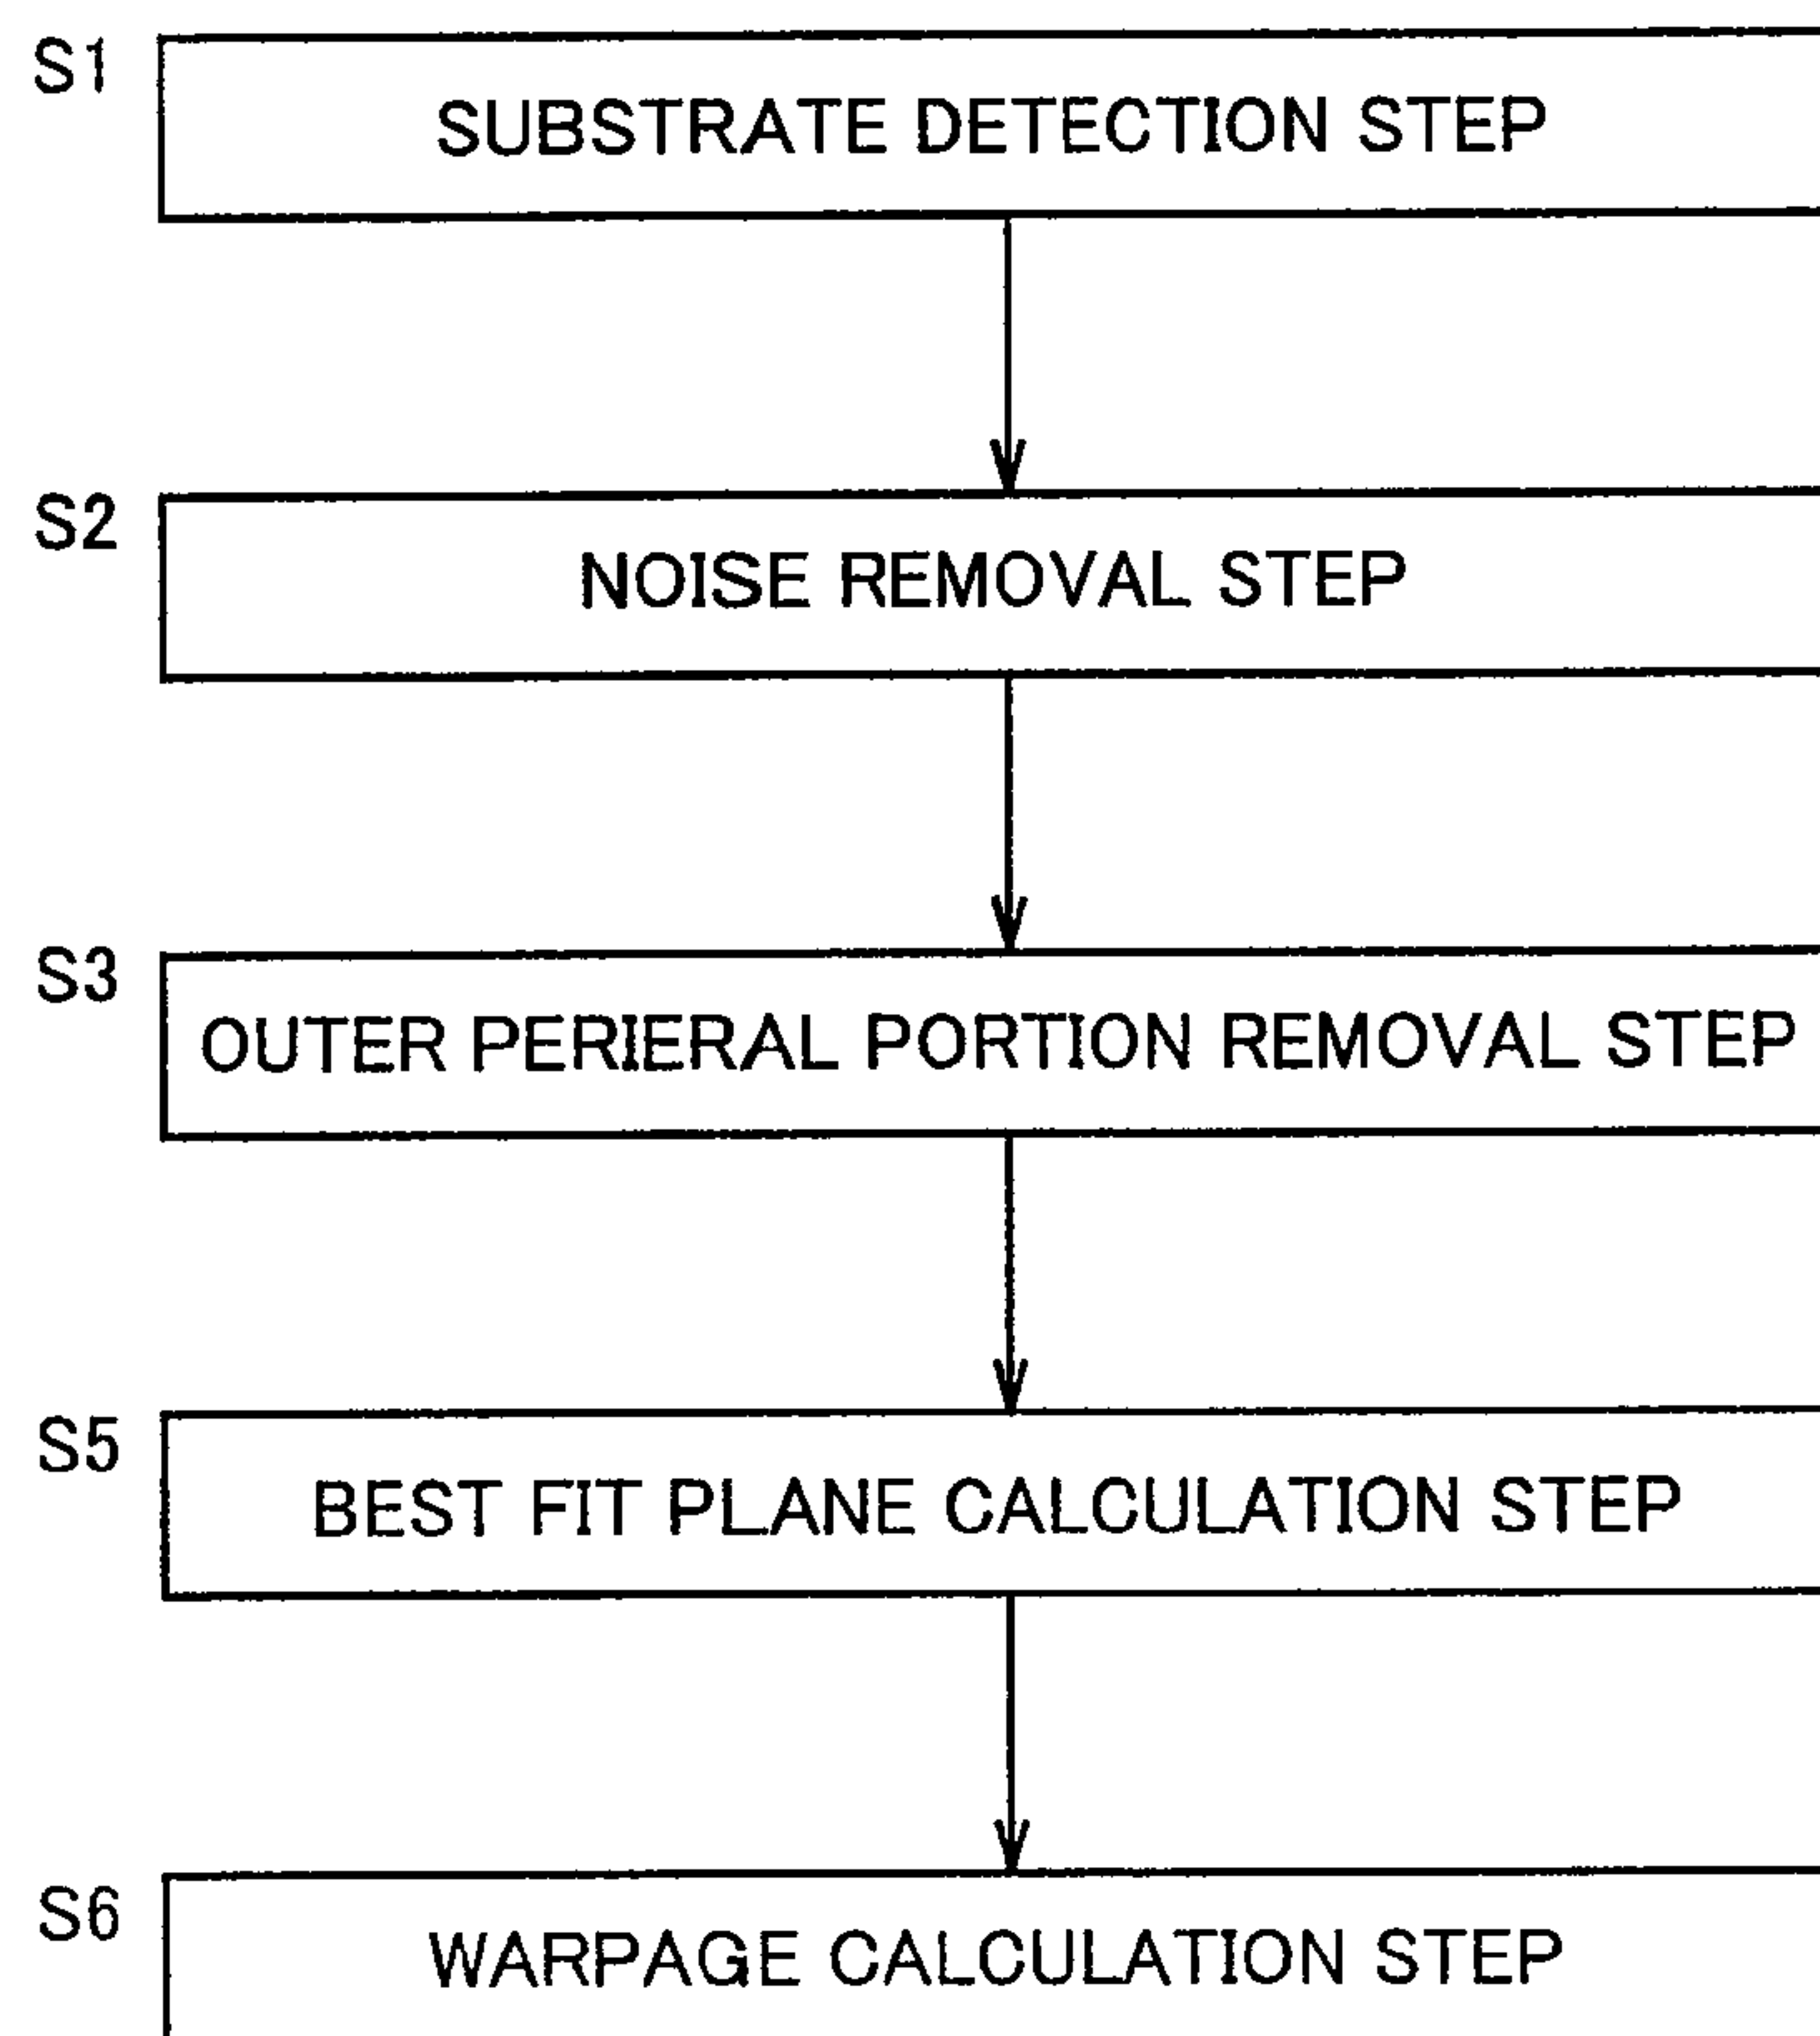 S1
SUBSTRATE DETECTION STEP
S2
NOISE REMOVAL STEP
S3
OUTER PERIERAL PORTION REMOVAL STEP
S5
BEST FIT PLANE CALCULATION STEP
S6
WARPAGE CALCULATION STEP